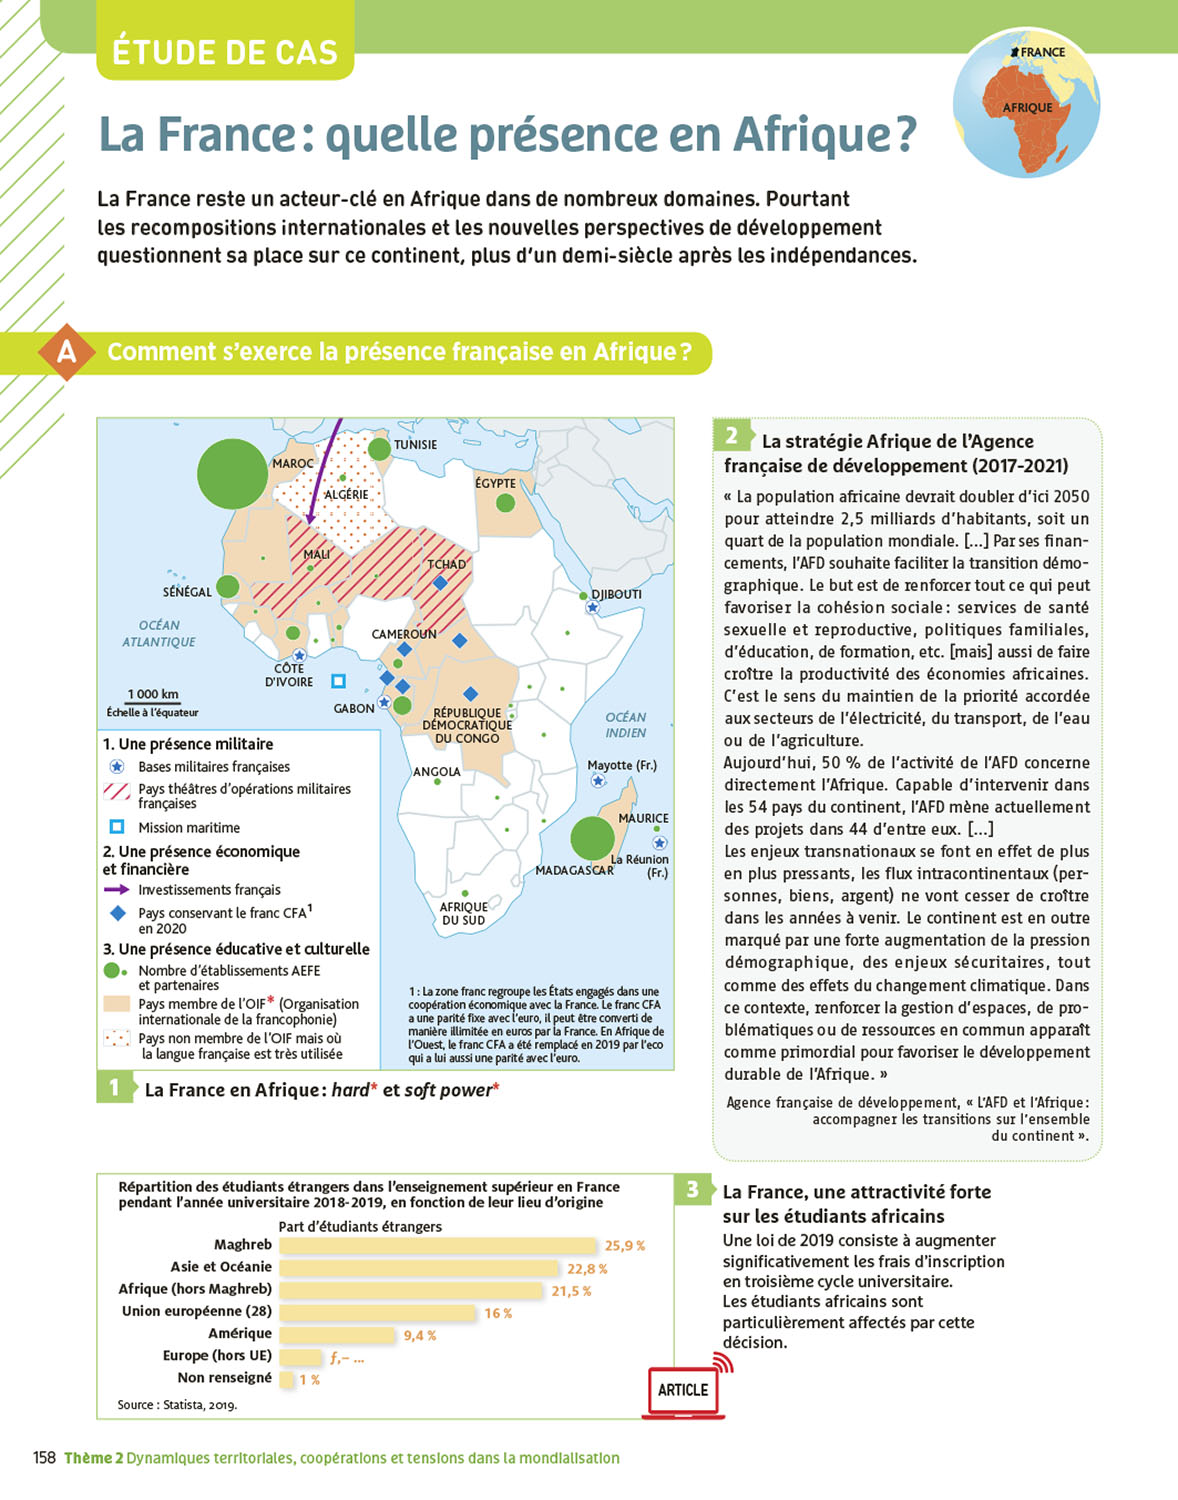 ÉTUDE DE CAS
FRANCE
AFRIQUE
La France : quelle présence en Afrique ?
La France reste un acteur-clé en Afrique dans de nombreux domaines. Pourtant
les recompositions internationales et les nouvelles perspectives de développement
questionnent sa place sur ce continent, plus d'un demi-siècle après les indépendances.
A Comment s'exerce la présence française en Afrique ?
TUNISIE
MAROC
ALGÉRIE
ÉGYPTE
MALI
TCHAD
SÉNÉGAL
DJIBOUTI
OCÉAN
ATLANTIQUE
CAMEROUN
CÔTE
D'IVOIRE
1 000 km
Échelle à l'équateur
GABON
RÉPUBLIQUE
DÉMOCRATIQUE
DU CONGO
OCÉAN
INDIEN
ANGOLA
Mayotte (Fr.)
MAURICE
La Réunion
(Fr.)
MADAGASCAR
AFRIQUE
DU SUD
1. Une présence militaire
Bases militaires françaises
Pays théâtres d'opérations militaires
françaises
Mission maritime
2. Une présence économique
et financière
Investissements français
Pays conservant le franc CFA1
en 2020
3. Une présence éducative et culturelle
Nombre d'établissements AEFE
et partenaires
Pays membre de l'OIF* (Organisation
internationale de la francophonie)
Pays non membre de l'OIF mais où
la langue française est très utilisée
1 : La zone franc regroupe les États engagés dans une
coopération économique avec la France. Le franc CFA
a une parité fixe avec l'euro, il peut être converti de
manière illimitée en euros par la France. En Afrique de
l'Ouest, le franc CFA a été remplacé en 2019 par l'eco
qui a lui aussi une parité avec l'euro.
1 La France en Afrique : hard* et soft power*
2 La stratégie Afrique de l'Agence
française de développement (2017-2021)
« La population africaine devrait doubler d'ici 2050
pour atteindre 2,5 milliards d'habitants, soit un
quart de la population mondiale. [...] Par ses finan-
cements, l'AFD souhaite faciliter la transition démo-
graphique. Le but est de renforcer tout ce qui peut
favoriser la cohésion sociale : services de santé
sexuelle et reproductive, politiques familiales,
d'éducation, de formation, etc. [mais] aussi de faire
croître la productivité des économies africaines.
C'est le sens du maintien de la priorité accordée
aux secteurs de l'électricité, du transport, de l'eau
ou de l'agriculture.
Aujourd'hui, 50 % de l'activité de l'AFD concerne
directement l'Afrique. Capable d'intervenir dans
les 54 pays du continent, l'AFD mène actuellement
des projets dans 44 d'entre eux. [...]
Les enjeux transnationaux se font en effet de plus
en plus pressants, les flux intracontinentaux (per-
sonnes, biens, argent) ne vont cesser de croître
dans les années à venir. Le continent est en outre
marqué par une forte augmentation de la pression
démographique, des enjeux sécuritaires, tout
comme des effets du changement climatique. Dans
ce contexte, renforcer la gestion d'espaces, de pro-
blématiques ou de ressources en commun apparaît
comme primordial pour favoriser le développement
durable de l'Afrique. »
Agence française de développement, « L'AFD et l'Afrique :
accompagner les transitions sur l'ensemble
du continent ».
Répartition des étudiants étrangers dans l'enseignement supérieur en France
pendant l'année universitaire 2018-2019, en fonction de leur lieu d'origine
Part d'étudiants étrangers
Maghreb 25,9 %
Asie et Océanie 22,8 %
Afrique (hors Maghreb) 21,5 %
Union européenne (28) 16 %
Amérique 9,4 %
Europe (hors UE) ƒ,– ...
Non renseigné 1 %
Source : Statista, 2019.
3 La France, une attractivité forte
sur les étudiants africains
Une loi de 2019 consiste à augmenter
significativement les frais d'inscription
en troisième cycle universitaire.
Les étudiants africains sont
particulièrement affectés par cette
décision.
ARTICLE
158 Thème 2 Dynamiques territoriales, coopérations et tensions dans la mondialisation